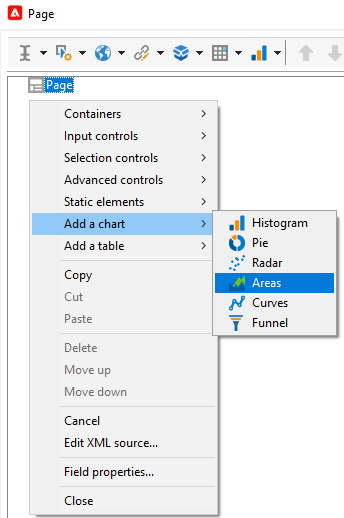 Page
Page
Containers
Input controls
Selection controls
Advanced controls
Static elements
Add a chart
Add a table
Copy
Cut
Paste
Delete
Move up
Move down
Cancel
Edit XML source...
Field properties...
Close
Histogram
Pie
Radar
Areas
Curves
Funnel